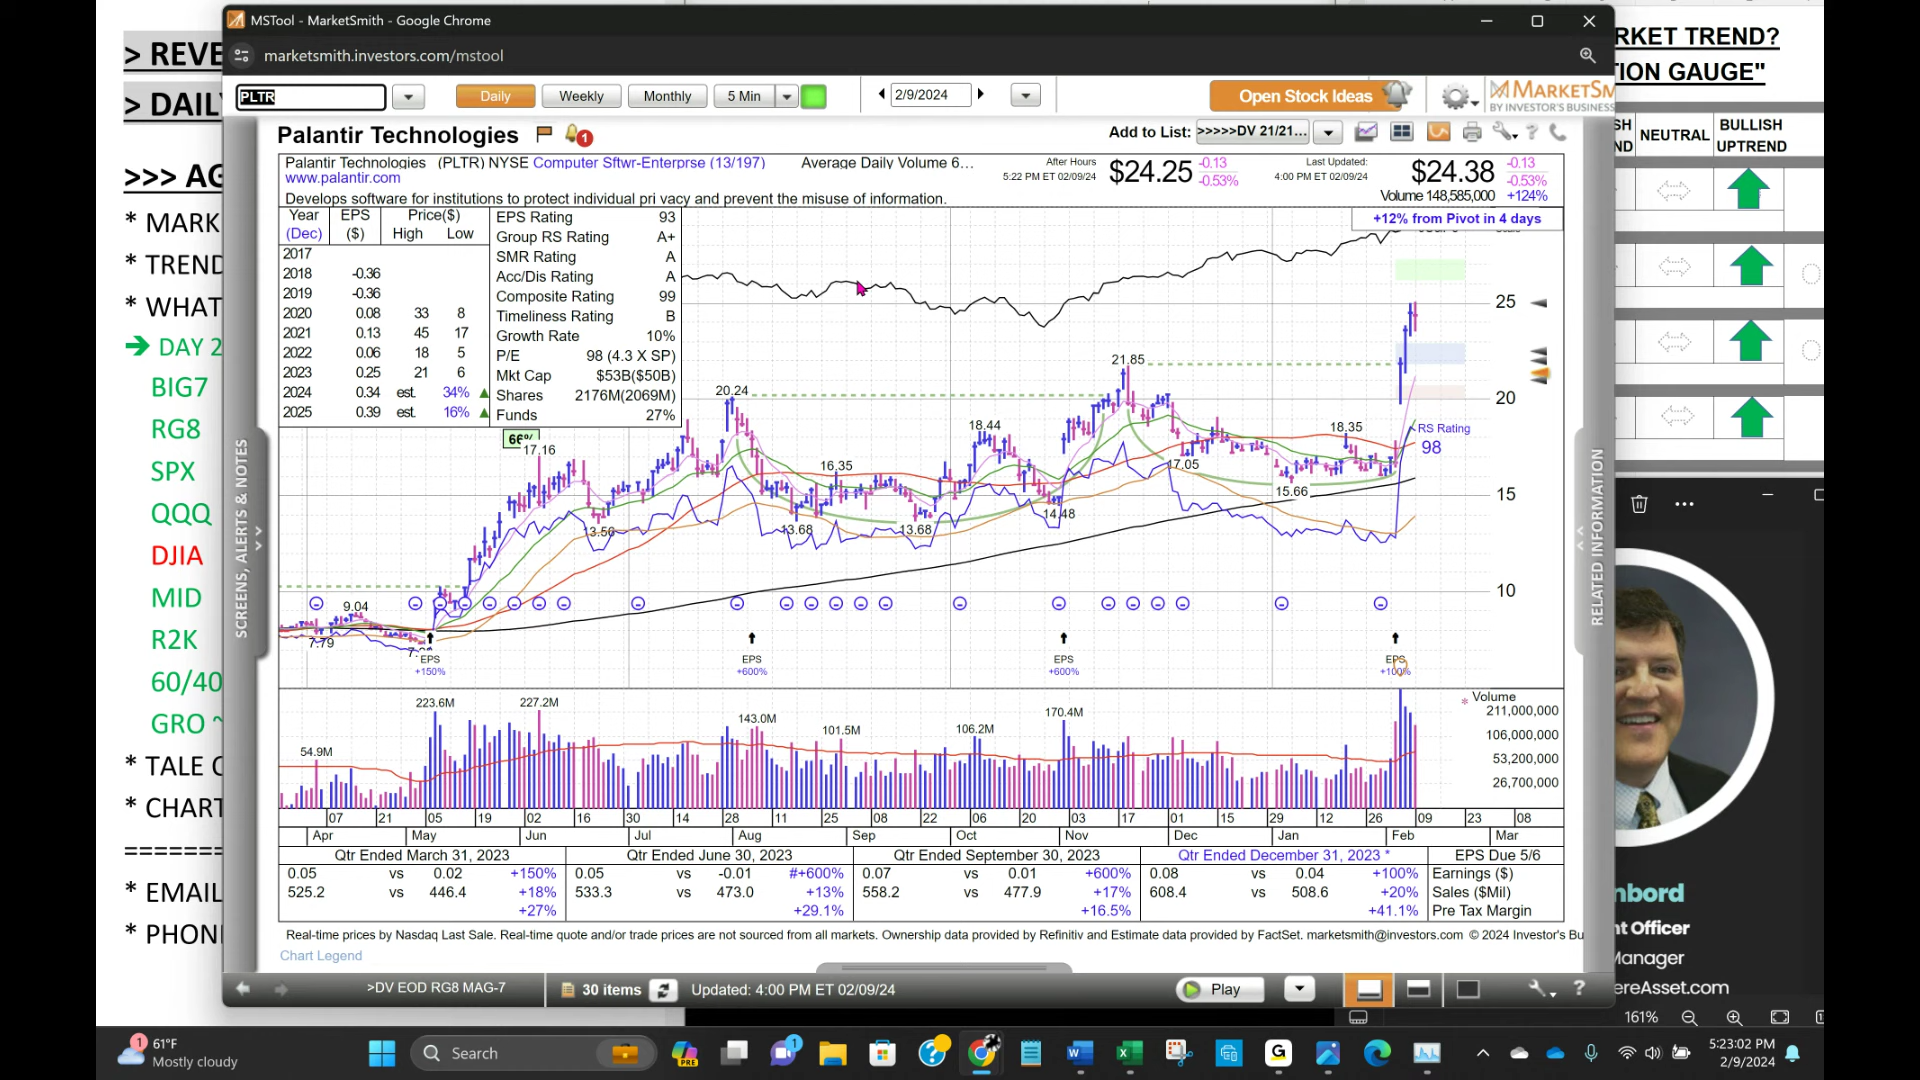 MSTool - MarketSmith - Google Chrome
marketsmith.investors.com/mstool
> REVE
> DAIL
>>> AG
* MARK
* TREND
* WHAT
DAY 2
BIG7
RG8
SPX
QQQ
DJIA
MID
R2K
60/40
GRO ~
* TALE O
* CHART
========
* EMAIL
* PHON
RKET TREND?
ION GAUGE"
NEUTRAL
BULLISH
UPTREND
PLTR
Daily
Weekly
Monthly
5 Min
2/9/2024
Open Stock Ideas
MARKETSM
BY INVESTOR'S BUSINESS
Palantir Technologies
1
Add to List:
>>>>>DV 21/21...
Palantir Technologies (PLTR) NYSE Computer Sftwr-Enterprse (13/197) Average Daily Volume 6...
www.palantir.com
Develops software for institutions to protect individual pri vacy and prevent the misuse of information.
After Hours
5:22 PM ET 02/09/24
$24.25
-0.13
-0.53%
Last Updated:
4:00 PM ET 02/09/24
$24.38
-0.13
-0.53%
Volume 148,585,000 +124%
+12% from Pivot in 4 days
Year EPS Price($)
(Dec) ($) High Low
2017
2018 -0.36
2019 -0.36
2020 0.08 33 8
2021 0.13 45 17
2022 0.06 18 5
2023 0.25 21 6
2024 0.34 est. 34%
2025 0.39 est. 16%
EPS Rating 93
Group RS Rating A+
SMR Rating A
Acc/Dis Rating A
Composite Rating 99
Timeliness Rating B
Growth Rate 10%
P/E 98 (4.3 X SP)
Mkt Cap $53B($50B)
Shares 2176M(2069M)
Funds 27%
66%
17.16
20.24
16.35
18.44
21.85
18.35
13.56
13.68
13.68
14.48
17.05
15.66
9.04
7.79
25
20
15
10
RS Rating
98
EPS
+150%
EPS
+600%
EPS
+600%
EPS
+100%
SCREENS, ALERTS & NOTES
RELATED INFORMATION
54.9M
223.6M
227.2M
143.0M
101.5M
106.2M
170.4M
Volume
211,000,000
106,000,000
53,200,000
26,700,000
07 21 05 19 02 16 30 14 28 11 25 08 22 06 20 03 17 01 15 29 12 26 09 23 08
Apr May Jun Jul Aug Sep Oct Nov Dec Jan Feb Mar
Qtr Ended March 31, 2023 Qtr Ended June 30, 2023 Qtr Ended September 30, 2023 Qtr Ended December 31, 2023 * EPS Due 5/6
0.05 vs 0.02 +150% 0.05 vs -0.01 #+600% 0.07 vs 0.01 +600% 0.08 vs 0.04 +100% Earnings ($)
525.2 vs 446.4 +18% 533.3 vs 473.0 +13% 558.2 vs 477.9 +17% 608.4 vs 508.6 +20% Sales ($Mil)
+27% +29.1% +16.5% +41.1% Pre Tax Margin
Real-time prices by Nasdaq Last Sale. Real-time quote and/or trade prices are not sourced from all markets. Ownership data provided by Refinitiv and Estimate data provided by FactSet. marketsmith@investors.com © 2024 Investor's Bu
Chart Legend
>DV EOD RG8 MAG-7
30 items
Updated: 4:00 PM ET 02/09/24
Play
nbord
nt Officer
Manager
ereAsset.com
161%
1
61°F
Mostly cloudy
Search
PRE
1
5:23:02 PM
2/9/2024